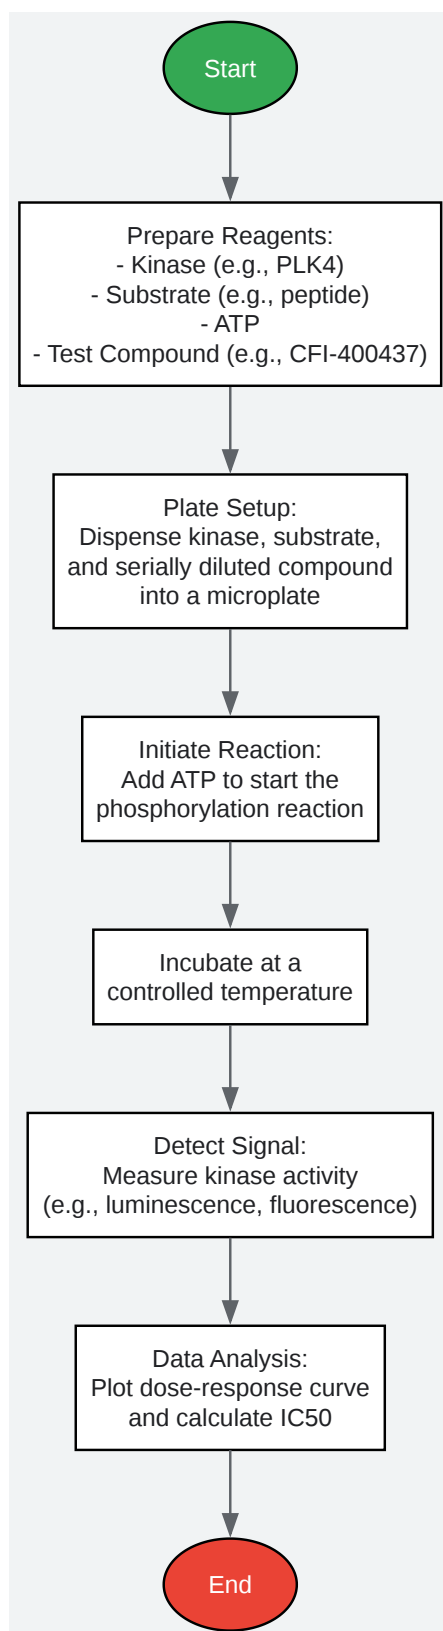 Start
Prepare Reagents:
- Kinase (e.g., PLK4)
- Substrate (e.g., peptide)
- ATP
- Test Compound (e.g., CFI-400437)
Plate Setup:
Dispense kinase, substrate,
and serially diluted compound
into a microplate
Initiate Reaction:
Add ATP to start the
phosphorylation reaction
Incubate at a
controlled temperature
Detect Signal:
Measure kinase activity
(e.g., luminescence, fluorescence)
Data Analysis:
Plot dose-response curve
and calculate IC50
End